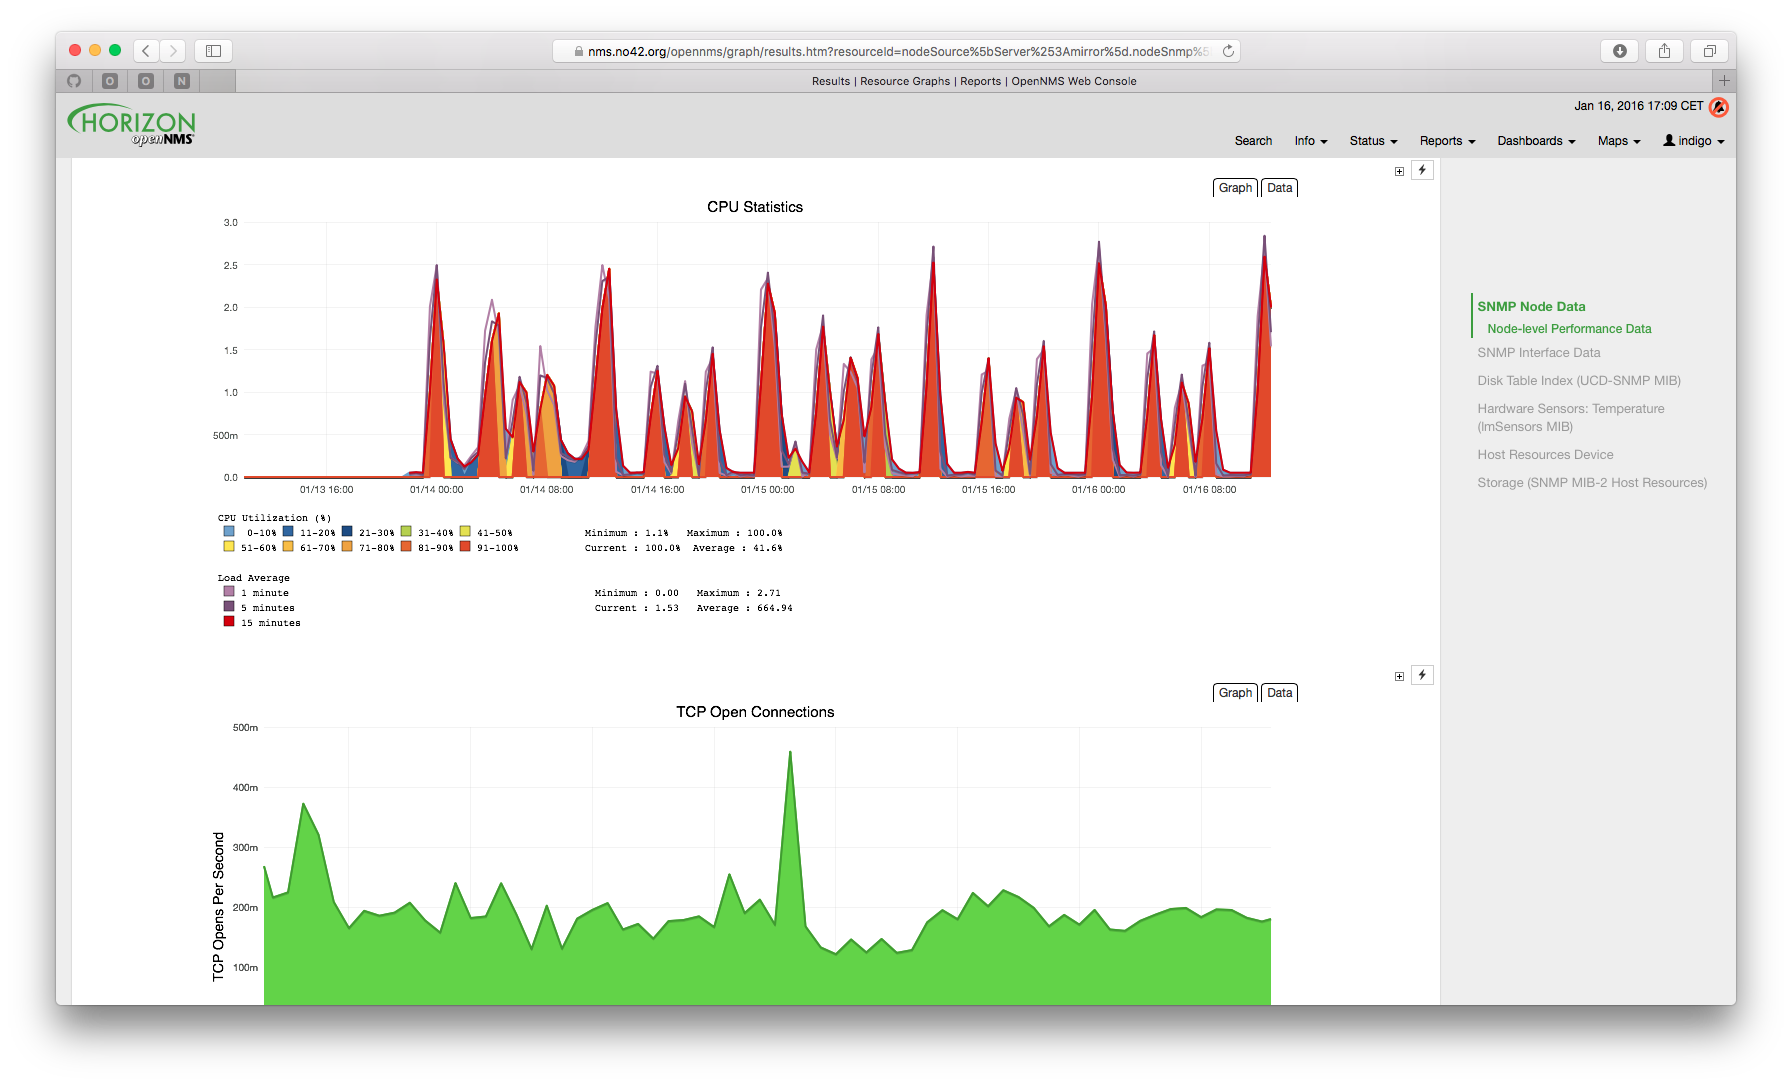 nms.no42.org/opennms/graph/results.htm?resourceId=nodeSource%5bServer%253Amirror%5d.nodeSnmp%5
O O N Results | Resource Graphs | Reports | OpenNMS Web Console
HORIZON
openNMS
Jan 16, 2016 17:09 CET
Search Info Status Reports Dashboards Maps indigo
Graph Data
CPU Statistics
3.0
2.5
2.0
1.5
1.0
500m
0.0
01/13 16:00 01/14 00:00 01/14 08:00 01/14 16:00 01/15 00:00 01/15 08:00 01/15 16:00 01/16 00:00 01/16 08:00
CPU Utilization (%)
0-10% 11-20% 21-30% 31-40% 41-50% Minimum : 1.1% Maximum : 100.0%
51-60% 61-70% 71-80% 81-90% 91-100% Current : 100.0% Average : 41.6%
Load Average
1 minute Minimum : 0.00 Maximum : 2.71
5 minutes Current : 1.53 Average : 664.94
15 minutes
Graph Data
TCP Open Connections
500m
400m
300m
200m
100m
TCP Opens Per Second
SNMP Node Data
Node-level Performance Data
SNMP Interface Data
Disk Table Index (UCD-SNMP MIB)
Hardware Sensors: Temperature
(lmSensors MIB)
Host Resources Device
Storage (SNMP MIB-2 Host Resources)